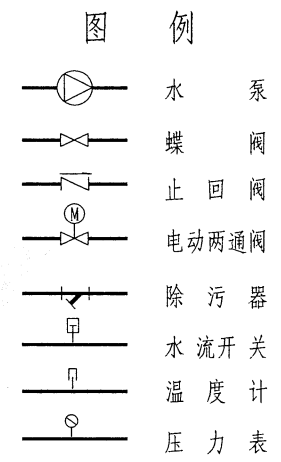 图 例
水 泵
蝶 阀
止 回 阀
M
电动两通阀
除 污 器
水 流 开 关
温 度 计
压 力 表